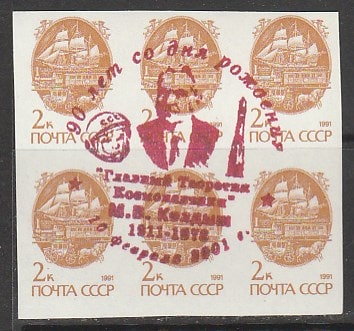 90 лет со дня рождения
СССР
2к 1991
ПОЧТА СССР
2к 1991
ПОЧТА СССР
2к 1991
ПОЧТА СССР
"Главный Теоретик
Космонавтики"
М.В. Келдыш
1911-1978
10 февраля 2001 г.
2к 1991
ПОЧТА СССР
2к 1991
ПОЧТА СССР
2к 1991
ПОЧТА СССР